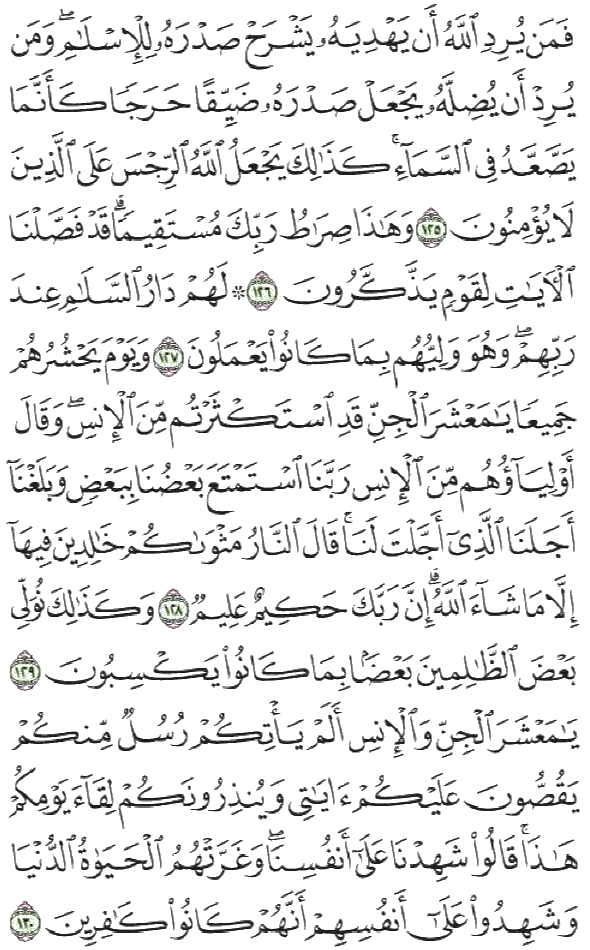 فَمَن يُرِدِ ٱللَّهُ أَن يَهْدِيَهُۥ يَشْرَحْ صَدْرَهُۥ لِلْإِسْلَـٰمِ ۖ وَمَن
يُرِدْ أَن يُضِلَّهُۥ يَجْعَلْ صَدْرَهُۥ ضَيِّقًا حَرَجًا كَأَنَّمَا
يَصَّعَّدُ فِى ٱلسَّمَآءِ ۚ كَذَٰلِكَ يَجْعَلُ ٱللَّهُ ٱلرِّجْسَ عَلَى ٱلَّذِينَ
لَا يُؤْمِنُونَ ١٢٥ وَهَـٰذَا صِرَٰطُ رَبِّكَ مُسْتَقِيمًا ۗ قَدْ فَصَّلْنَا
ٱلْـَٔايَـٰتِ لِقَوْمٍ يَذَّكَّرُونَ ١٢٦ ۞ لَهُمْ دَارُ ٱلسَّلَـٰمِ عِندَ
رَبِّهِمْ ۖ وَهُوَ وَلِيُّهُم بِمَا كَانُوا۟ يَعْمَلُونَ ١٢٧ وَيَوْمَ يَحْشُرُهُمْ
جَمِيعًا يَـٰمَعْشَرَ ٱلْجِنِّ قَدِ ٱسْتَكْثَرْتُم مِّنَ ٱلْإِنسِ ۖ وَقَالَ
أَوْلِيَآؤُهُم مِّنَ ٱلْإِنسِ رَبَّنَا ٱسْتَمْتَعَ بَعْضُنَا بِبَعْضٍ وَبَلَغْنَآ
أَجَلَنَا ٱلَّذِىٓ أَجَّلْتَ لَنَا ۚ قَالَ ٱلنَّارُ مَثْوَىٰكُمْ خَـٰلِدِينَ فِيهَآ
إِلَّا مَا شَآءَ ٱللَّهُ ۗ إِنَّ رَبَّكَ حَكِيمٌ عَلِيمٌ ١٢٨ وَكَذَٰلِكَ نُوَلِّى
بَعْضَ ٱلظَّـٰلِمِينَ بَعْضًۢا بِمَا كَانُوا۟ يَكْسِبُونَ ١٢٩
يَـٰمَعْشَرَ ٱلْجِنِّ وَٱلْإِنسِ أَلَمْ يَأْتِكُمْ رُسُلٌ مِّنكُمْ
يَقُصُّونَ عَلَيْكُمْ ءَايَـٰتِى وَيُنذِرُونَكُمْ لِقَآءَ يَوْمِكُمْ
هَـٰذَا ۚ قَالُوا۟ شَهِدْنَا عَلَىٰٓ أَنفُسِنَا ۖ وَغَرَّتْهُمُ ٱلْحَيَوٰةُ ٱلدُّنْيَا
وَشَهِدُوا۟ عَلَىٰٓ أَنفُسِهِمْ أَنَّهُمْ كَانُوا۟ كَـٰفِرِينَ ١٣٠